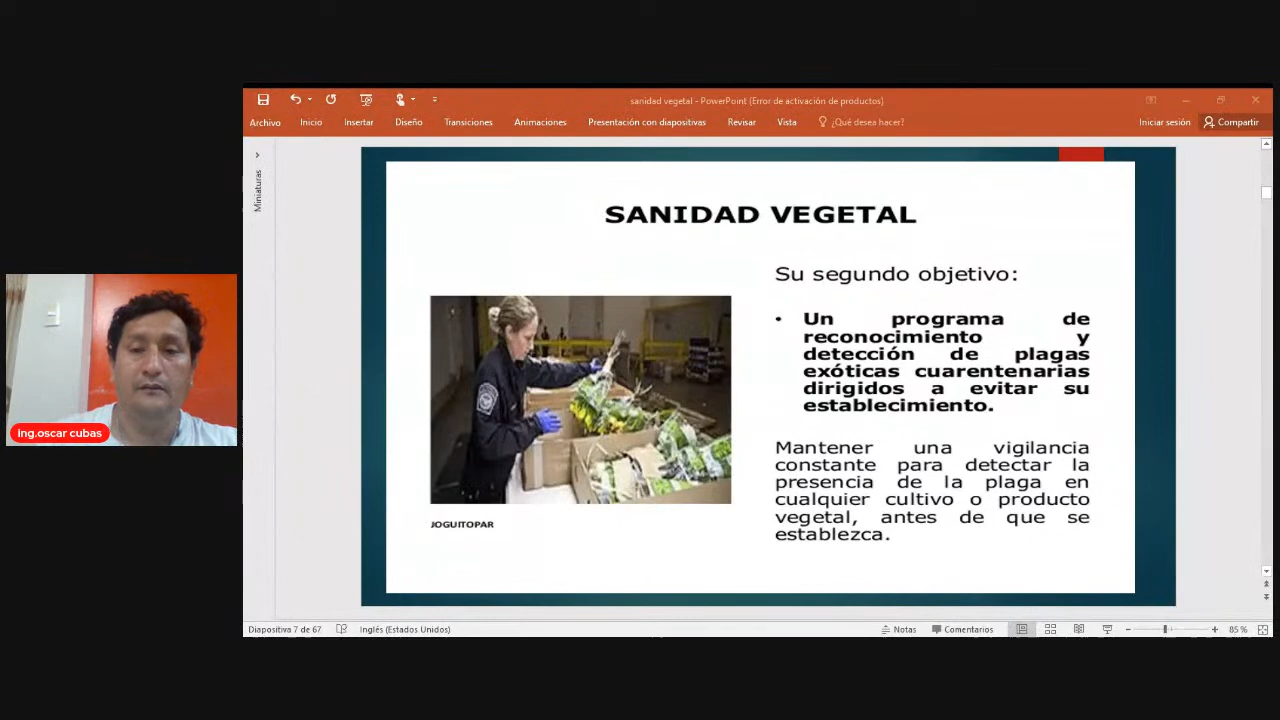 sanidad vegetal - PowerPoint (Error de activación de productos)
Archivo Inicio Insertar Diseño Transiciones Animaciones Presentación con diapositivas Revisar Vista ¿Qué desea hacer? Iniciar sesión Compartir
Miniaturas
SANIDAD VEGETAL
Su segundo objetivo:
• Un programa de
reconocimiento y
detección de plagas
exóticas cuarentenarias
dirigidos a evitar su
establecimiento.
Mantener una vigilancia
constante para detectar la
presencia de la plaga en
cualquier cultivo o producto
vegetal, antes de que se
establezca.
JOGUITOPAR
ing.oscar cubas
Diapositiva 7 de 67 Inglés (Estados Unidos) Notas Comentarios 85 %